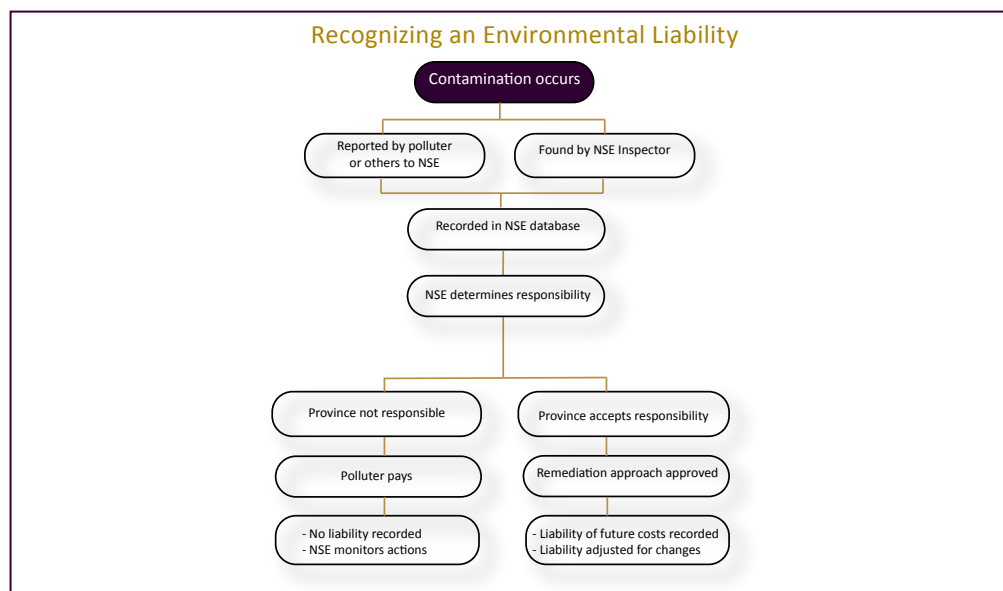 Recognizing an Environmental Liability
Contamination occurs
Reported by polluter
or others to NSE
Found by NSE Inspector
Recorded in NSE database
NSE determines responsibility
Province not responsible
Province accepts responsibility
Polluter pays
Remediation approach approved
- No liability recorded
- NSE monitors actions
- Liability of future costs recorded
- Liability adjusted for changes